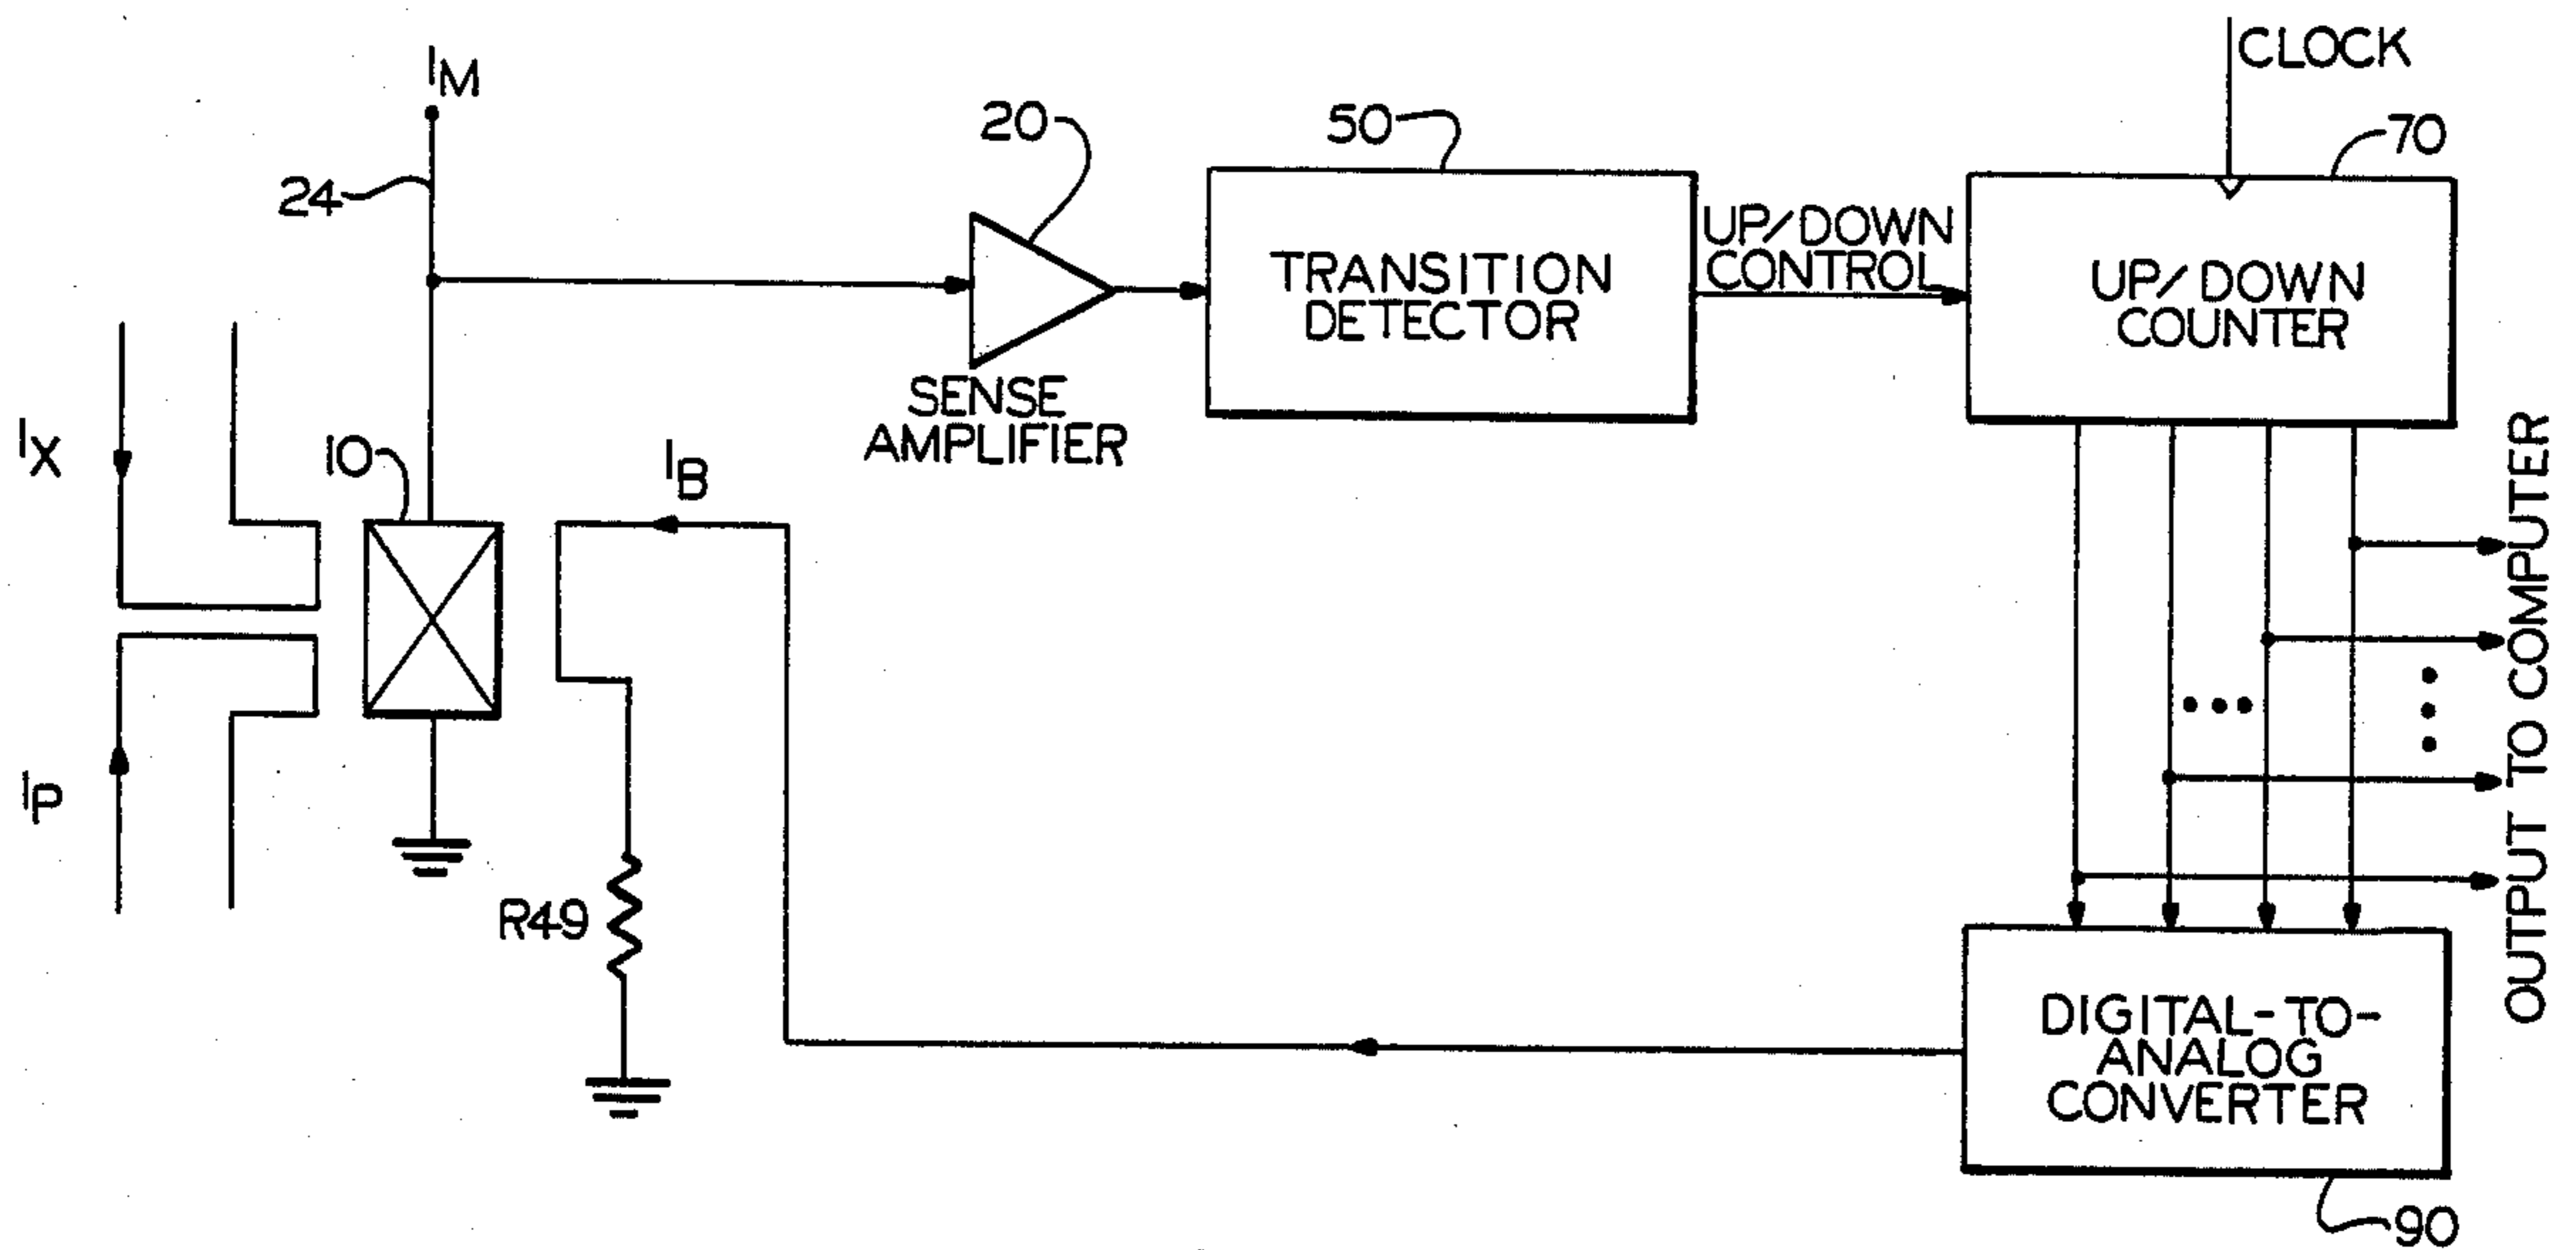 IM
24
20
SENSE
AMPLIFIER
50
TRANSITION
DETECTOR
UP/DOWN
CONTROL
CLOCK
70
UP/DOWN
COUNTER
IX
10
IB
IP
R49
OUTPUT TO COMPUTER
DIGITAL-TO-
ANALOG
CONVERTER
90